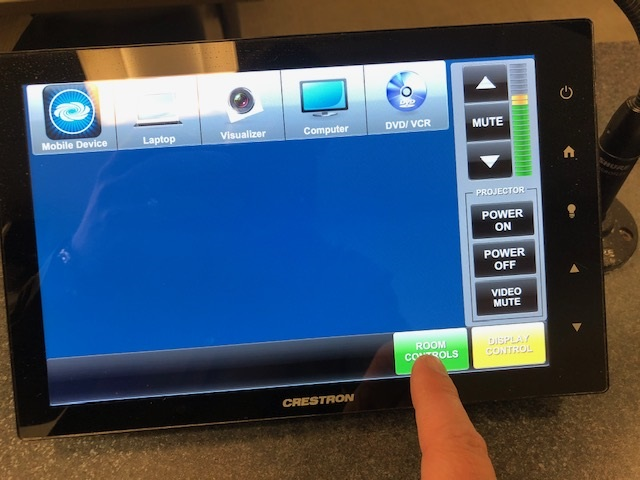 Mobile Device
Laptop
Visualizer
Computer
DVD/ VCR
DVD
MUTE
PROJECTOR
POWER
ON
POWER
OFF
VIDEO
MUTE
ROOM
CONTROLS
DISPLAY
CONTROL
CRESTRON
SHURE